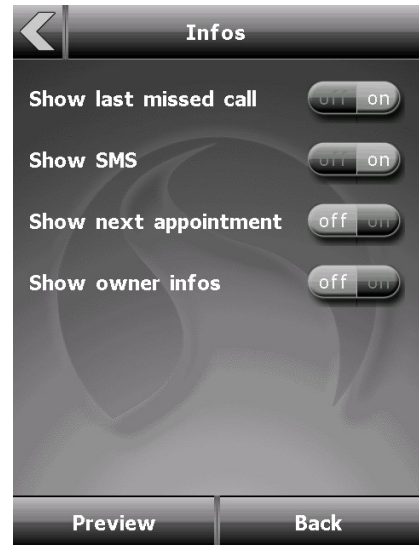 Infos
Show last missed call off on
Show SMS off on
Show next appointment off on
Show owner infos off on
Preview Back